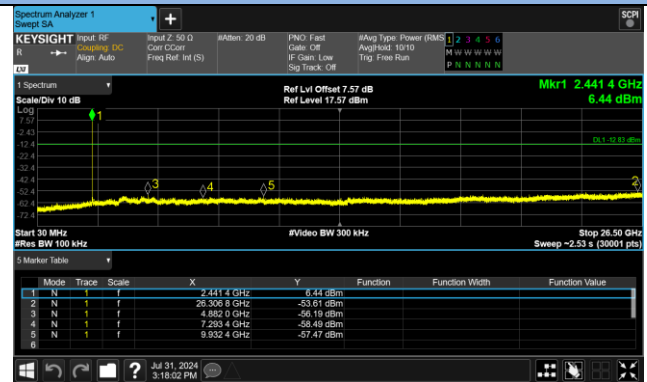 Spectrum Analyzer 1
Swept SA
SCPI
KEYSIGHT
R
Input: RF
Coupling: DC
Align: Auto
Input Z: 50 Ω
Corr CCorr
Freq Ref: Int (S)
#Atten: 20 dB
PNO: Fast
Gate: Off
IF Gain: Low
Sig Track: Off
#Avg Type: Power (RMS
Avg|Hold: 10/10
Trig: Free Run
1 2 3 4 5 6
M W W W W W
P N N N N N
1 Spectrum
Scale/Div 10 dB
Log
Ref Lvl Offset 7.57 dB
Ref Level 17.57 dBm
Mkr1 2.441 4 GHz
6.44 dBm
7.57
-2.43
-12.4
-22.4
-32.4
-42.4
-52.4
-62.4
-72.4
DL1 -12.83 dBm
1
2
3
4
5
Start 30 MHz
#Res BW 100 kHz
#Video BW 300 kHz
Stop 26.50 GHz
Sweep ~2.53 s (30001 pts)
5 Marker Table
Mode Trace Scale X Y Function Function Width Function Value
1 N 1 f 2.441 4 GHz 6.44 dBm
2 N 1 f 26.306 8 GHz -53.61 dBm
3 N 1 f 4.882 0 GHz -56.19 dBm
4 N 1 f 7.293 4 GHz -58.49 dBm
5 N 1 f 9.932 4 GHz -57.47 dBm
6
?
Jul 31, 2024
3:18:02 PM